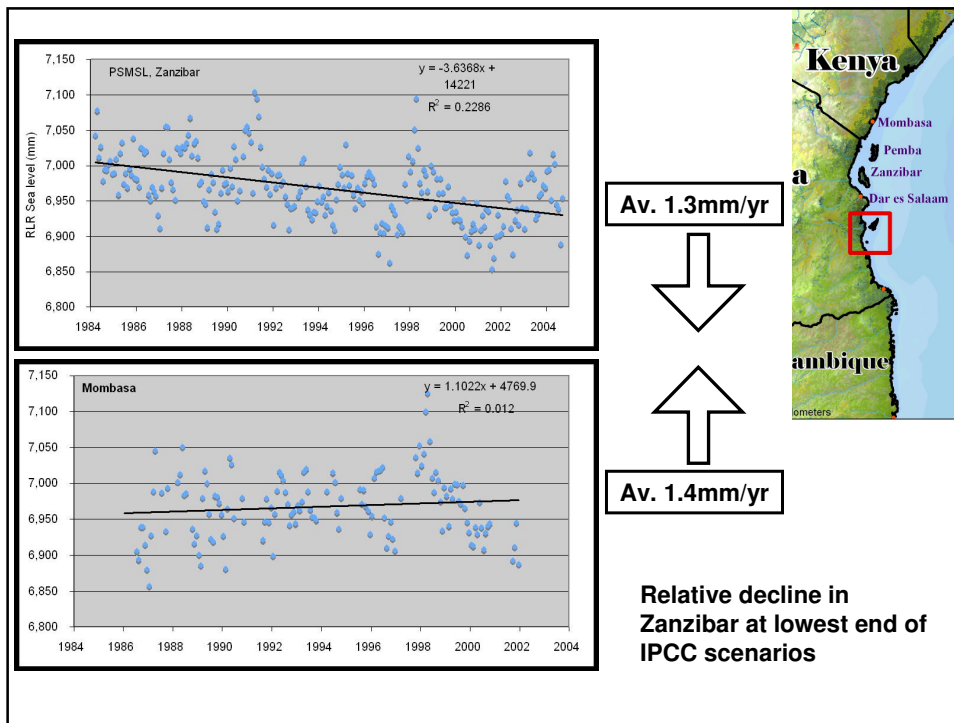 7,150
7,100
7,050
7,000
6,950
6,900
6,850
6,800
RLR Sea level (mm)
PSMSL, Zanzibar
y = -3.6368x +
14221
R² = 0.2286
1984 1986 1988 1990 1992 1994 1996 1998 2000 2002 2004
7,150
7,100
7,050
7,000
6,950
6,900
6,850
6,800
Mombasa
y = 1.1022x + 4769.9
R² = 0.012
1984 1986 1988 1990 1992 1994 1996 1998 2000 2002 2004
Av. 1.3mm/yr
Av. 1.4mm/yr
Relative decline in
Zanzibar at lowest end of
IPCC scenarios
Kenya
Mombasa
Pemba
Zanzibar
a
Dar es Salaam
ambique
ometers